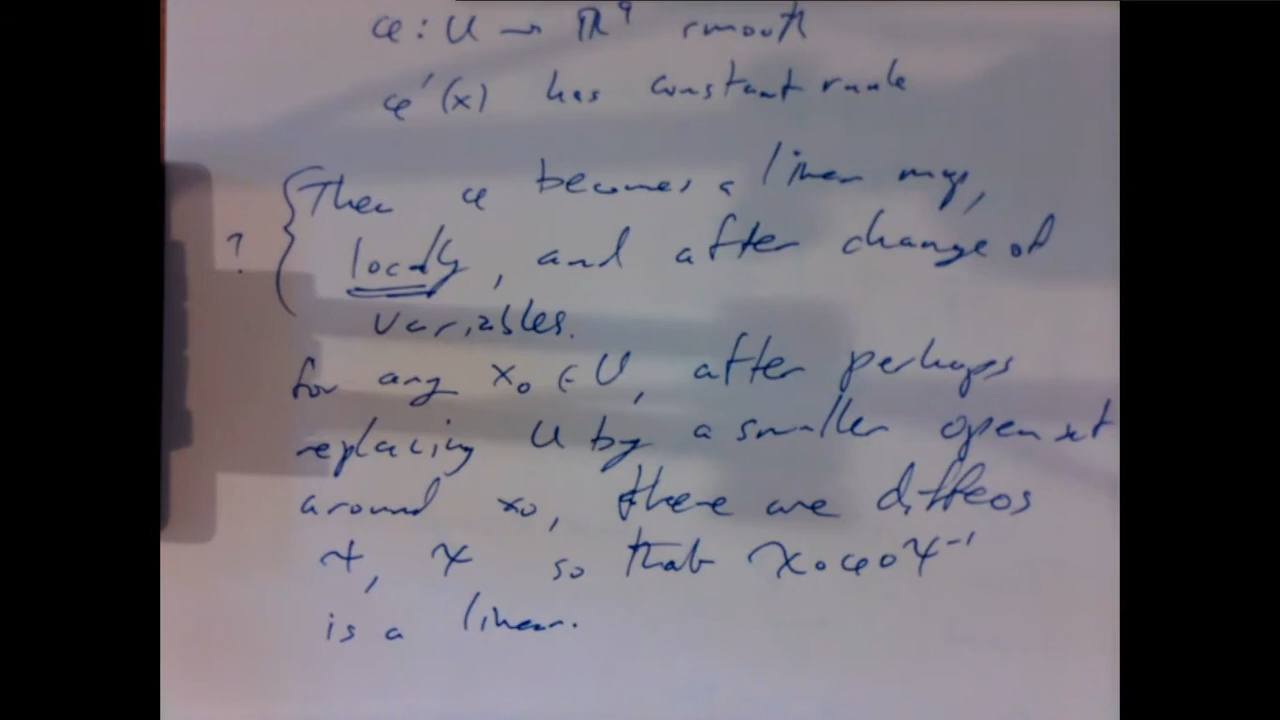 φ : U → ℝ^q smooth
φ'(x) has constant rank
{Then φ becomes a linear map,
? locally, and after change of
variables.
for any x₀ ∈ U, after perhaps
replacing U by a smaller open set
around x₀, there are diffeos
ψ, χ so that χ∘φ∘ψ⁻¹
is a linear.